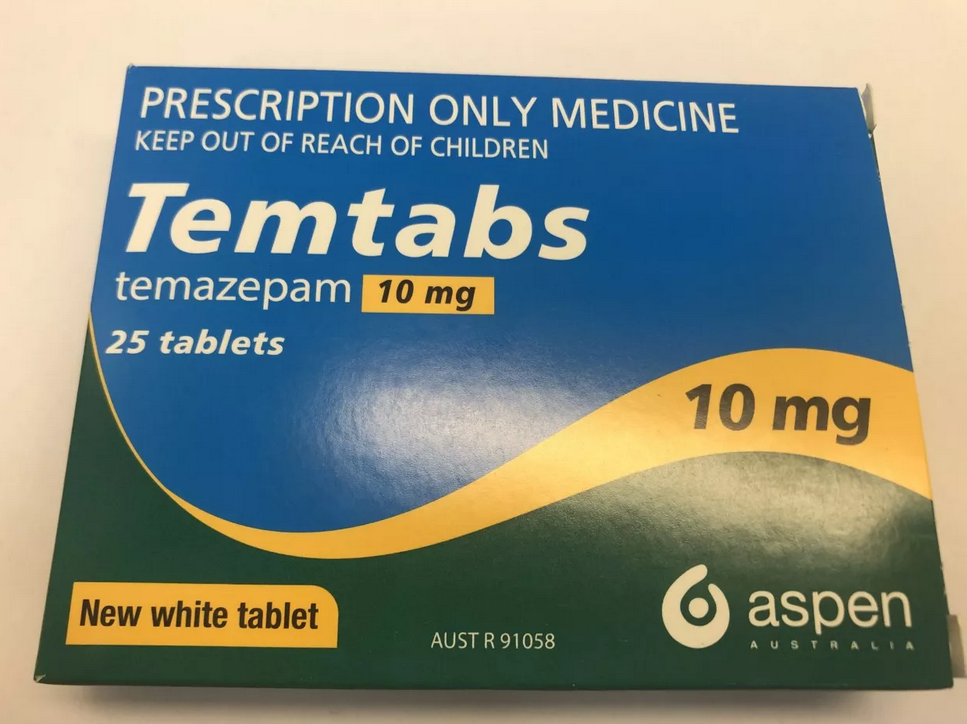 PRESCRIPTION ONLY MEDICINE
KEEP OUT OF REACH OF CHILDREN
Temtabs
temazepam 10 mg
25 tablets
10 mg
New white tablet
AUST R 91058
aspen
AUSTRALIA